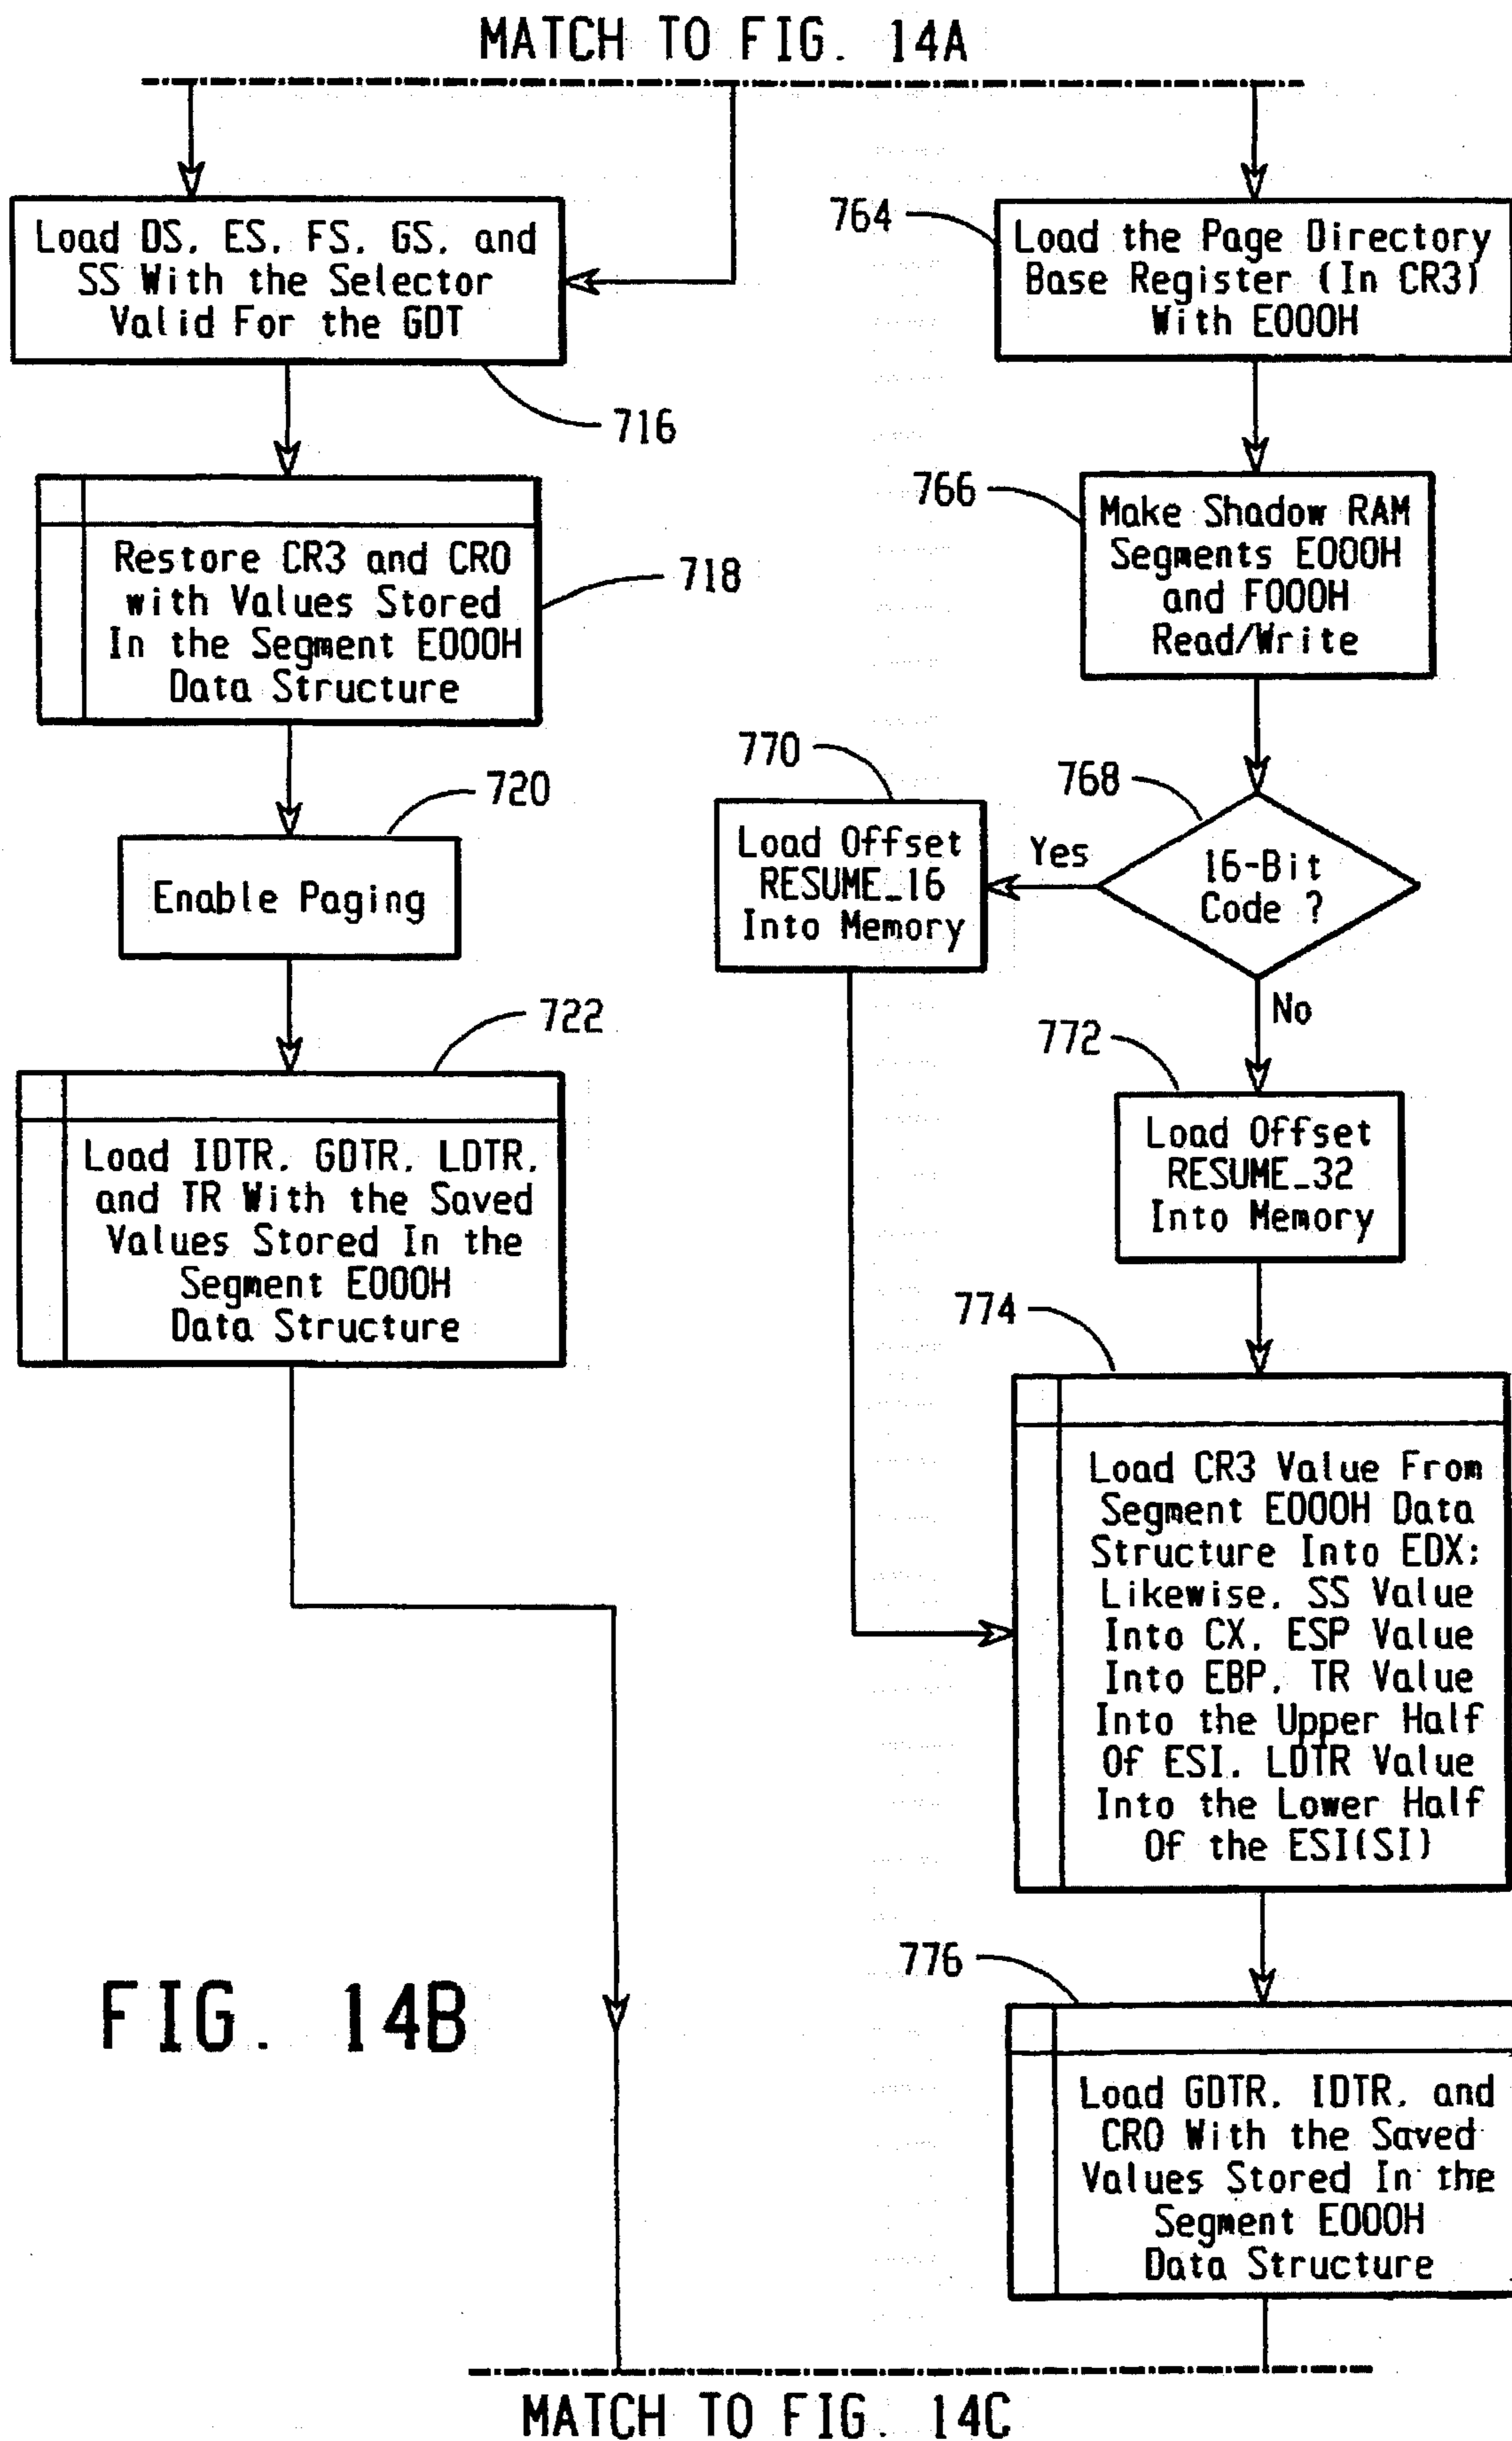 MATCH TO FIG. 14A
Load DS, ES, FS, GS, and
SS With the Selector
Valid For the GDT
716
Restore CR3 and CR0
with Values Stored
In the Segment E000H
Data Structure
718
720
Enable Paging
722
Load IDTR, GDTR, LDTR,
and TR With the Saved
Values Stored In the
Segment E000H
Data Structure
764
Load the Page Directory
Base Register (In CR3)
With E000H
766
Make Shadow RAM
Segments E000H
and F000H
Read/Write
768
16-Bit
Code ?
Yes
No
770
Load Offset
RESUME_16
Into Memory
772
Load Offset
RESUME_32
Into Memory
774
Load CR3 Value From
Segment E000H Data
Structure Into EDX;
Likewise, SS Value
Into CX, ESP Value
Into EBP, TR Value
Into the Upper Half
Of ESI, LDTR Value
Into the Lower Half
Of the ESI(SI)
776
Load GDTR, IDTR, and
CR0 With the Saved
Values Stored In the
Segment E000H
Data Structure
FIG. 14B
MATCH TO FIG. 14C